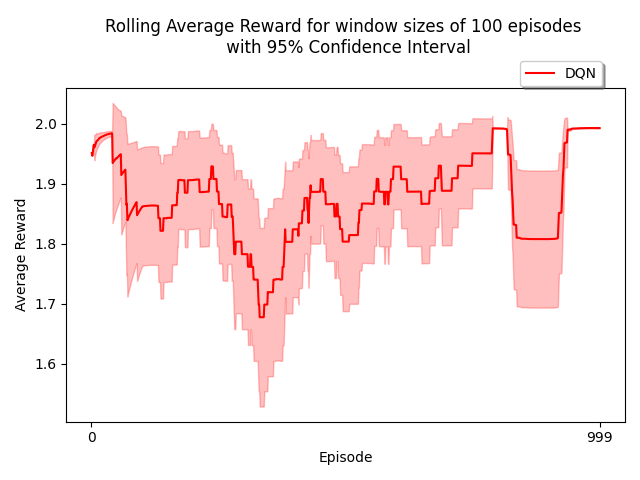 Rolling Average Reward for window sizes of 100 episodes
with 95% Confidence Interval
DQN
2.0
1.9
1.8
1.7
1.6
Average Reward
0
999
Episode